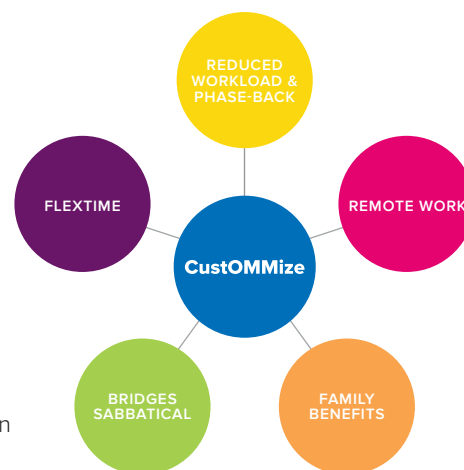 REDUCED
WORKLOAD &
PHASE-BACK
FLEXTIME
REMOTE WORK
CustOMMize
BRIDGES
SABBATICAL
FAMILY
BENEFITS
n